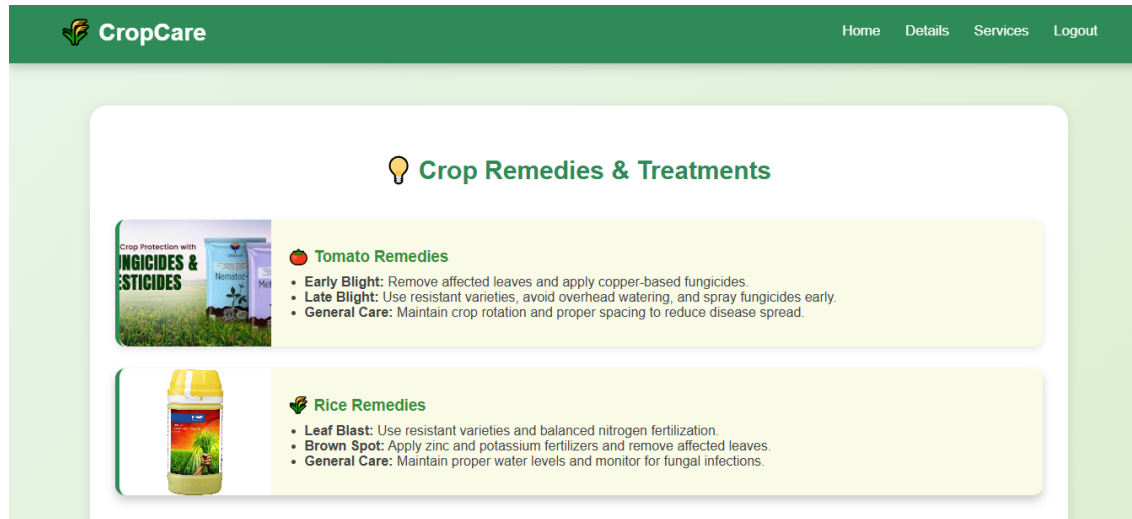 CropCare
Home Details Services Logout
Crop Remedies & Treatments
Crop Protection with
NGICIDES &
ESTICIDES
Nematoz
Met
Tomato Remedies
Early Blight: Remove affected leaves and apply copper-based fungicides.
Late Blight: Use resistant varieties, avoid overhead watering, and spray fungicides early.
General Care: Maintain crop rotation and proper spacing to reduce disease spread.
Rice Remedies
Leaf Blast: Use resistant varieties and balanced nitrogen fertilization.
Brown Spot: Apply zinc and potassium fertilizers and remove affected leaves.
General Care: Maintain proper water levels and monitor for fungal infections.